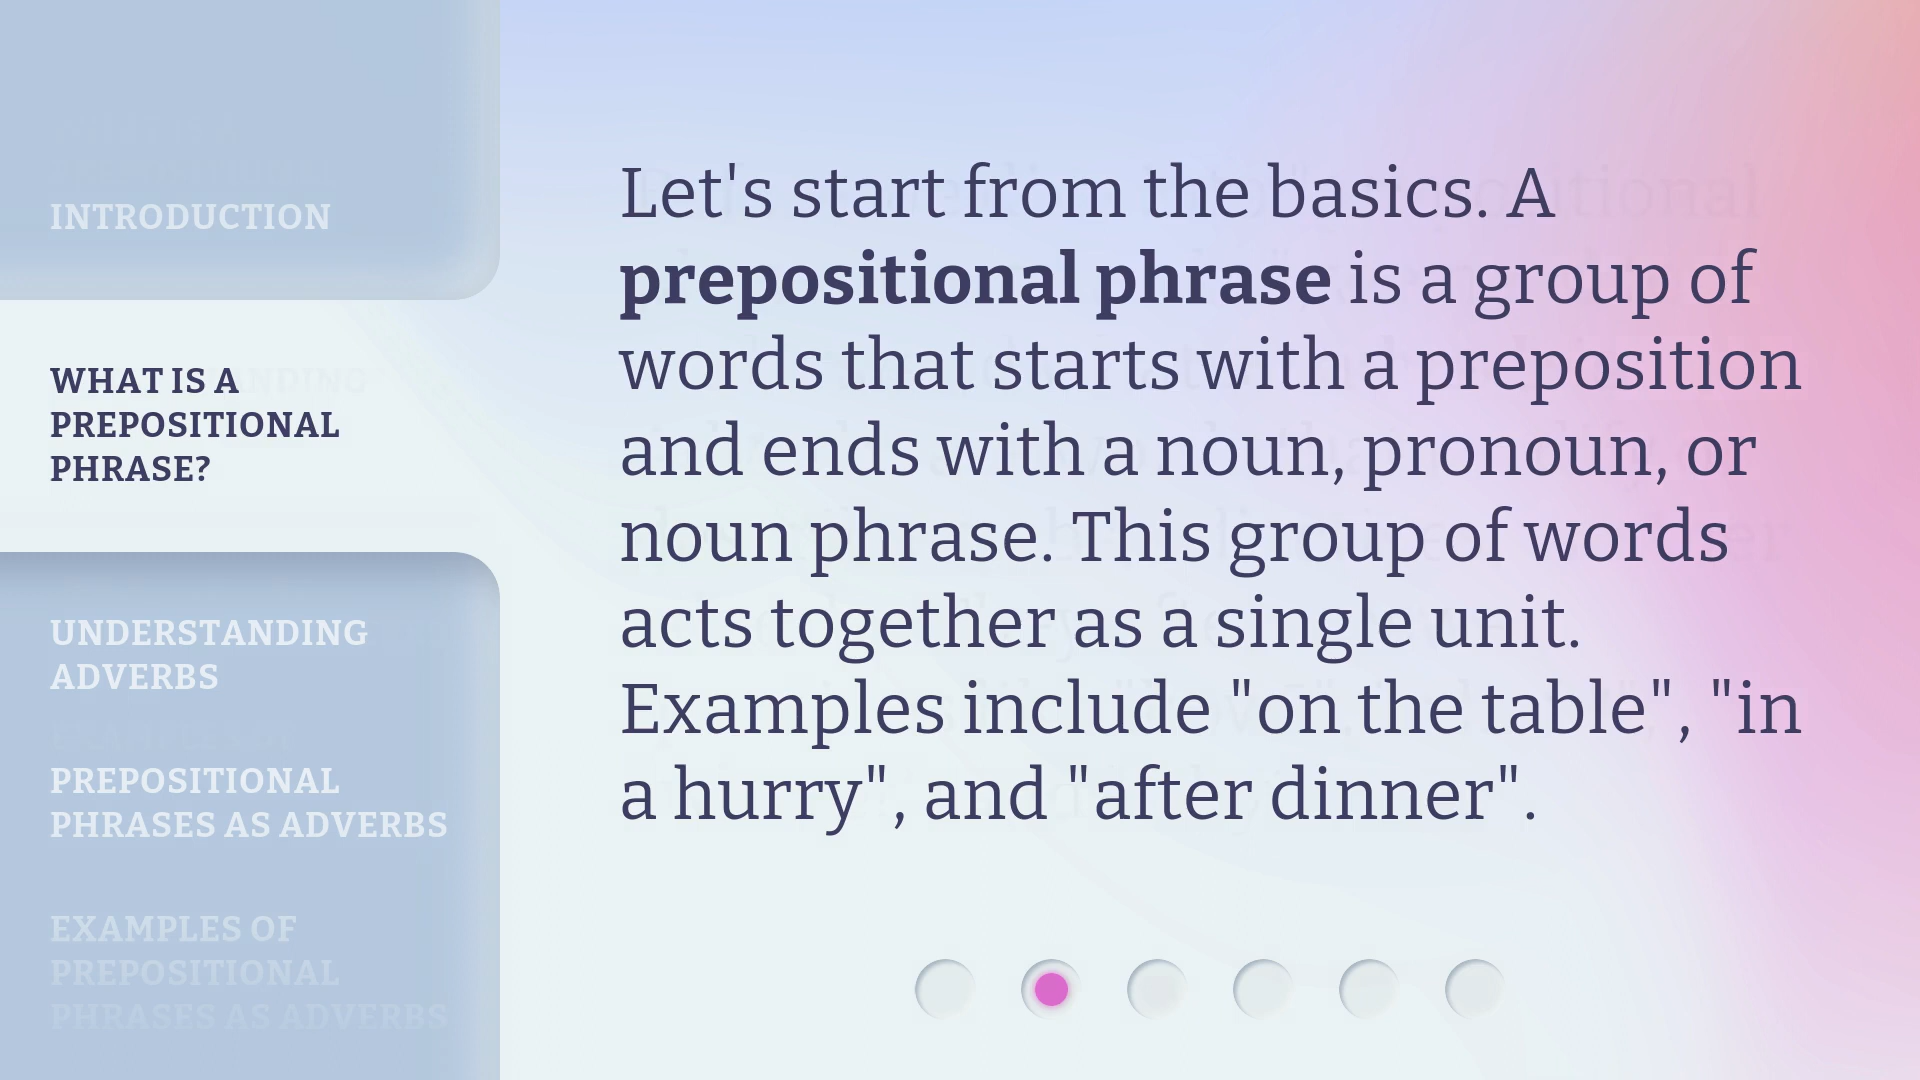 INTRODUCTION
WHAT IS A
PREPOSITIONAL
PHRASE?
UNDERSTANDING
ADVERBS
PREPOSITIONAL
PHRASES AS ADVERBS
EXAMPLES OF
PREPOSITIONAL
PHRASES AS ADVERBS
Let's start from the basics. A
prepositional phrase is a group of
words that starts with a preposition
and ends with a noun, pronoun, or
noun phrase. This group of words
acts together as a single unit.
Examples include "on the table", "in
a hurry", and "after dinner".